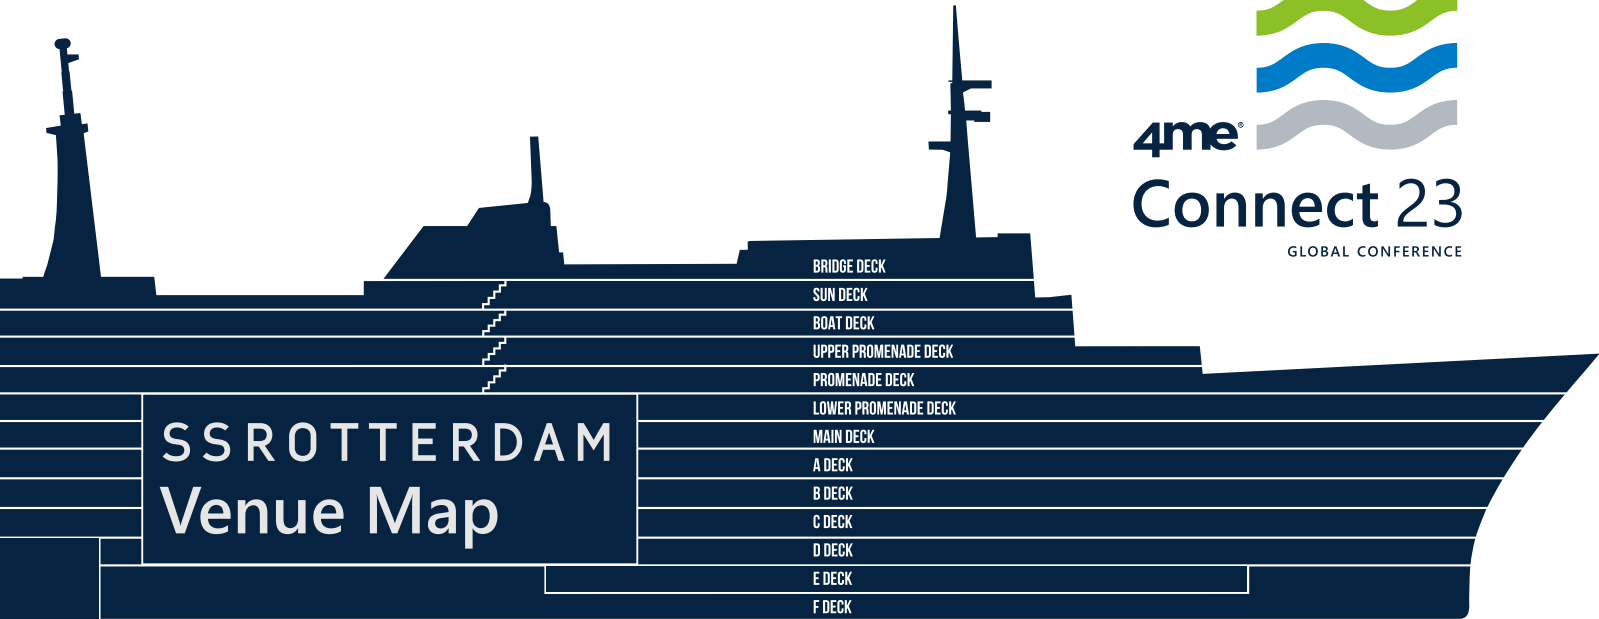 4me®
Connect 23
GLOBAL CONFERENCE
BRIDGE DECK
SUN DECK
BOAT DECK
UPPER PROMENADE DECK
PROMENADE DECK
LOWER PROMENADE DECK
MAIN DECK
A DECK
B DECK
C DECK
D DECK
E DECK
F DECK
SSROTTERDAM
Venue Map